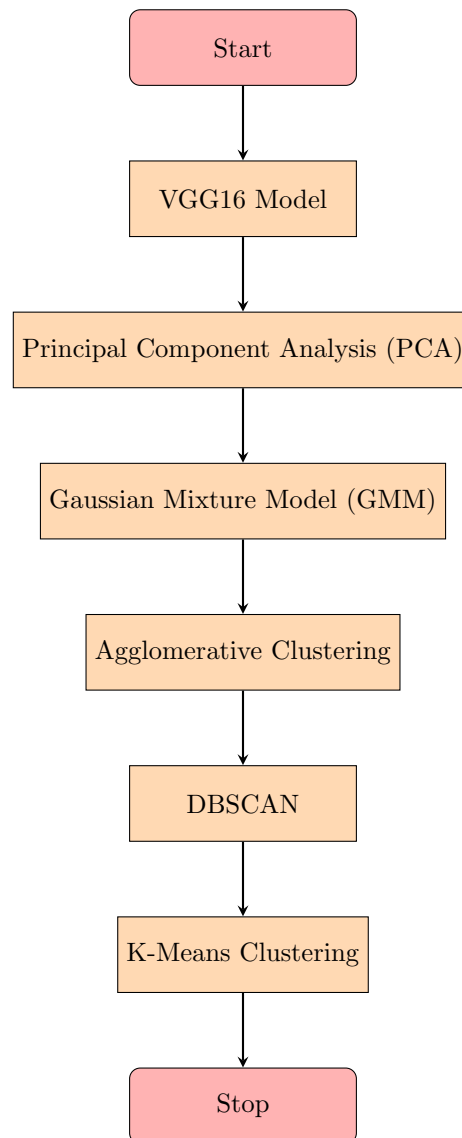 Start
VGG16 Model
Principal Component Analysis (PCA)
Gaussian Mixture Model (GMM)
Agglomerative Clustering
DBSCAN
K-Means Clustering
Stop